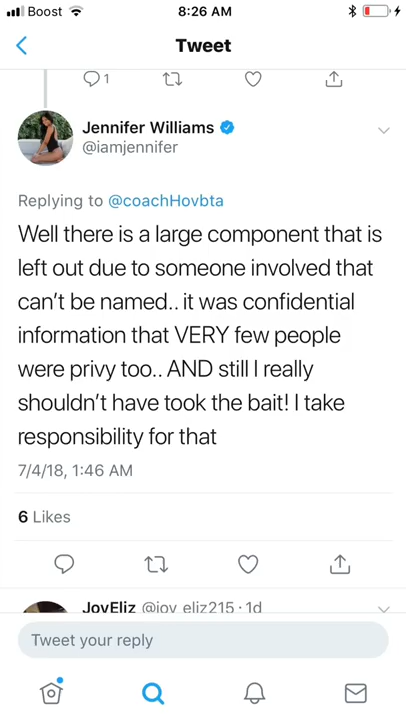 Boost 8:26 AM
Tweet
1
Jennifer Williams
@iamjennifer
Replying to @coachHovbta
Well there is a large component that is
left out due to someone involved that
can't be named.. it was confidential
information that VERY few people
were privy too.. AND still I really
shouldn't have took the bait! I take
responsibility for that
7/4/18, 1:46 AM
6 Likes
JoyEliz @joy_eliz215 · 1d
Tweet your reply